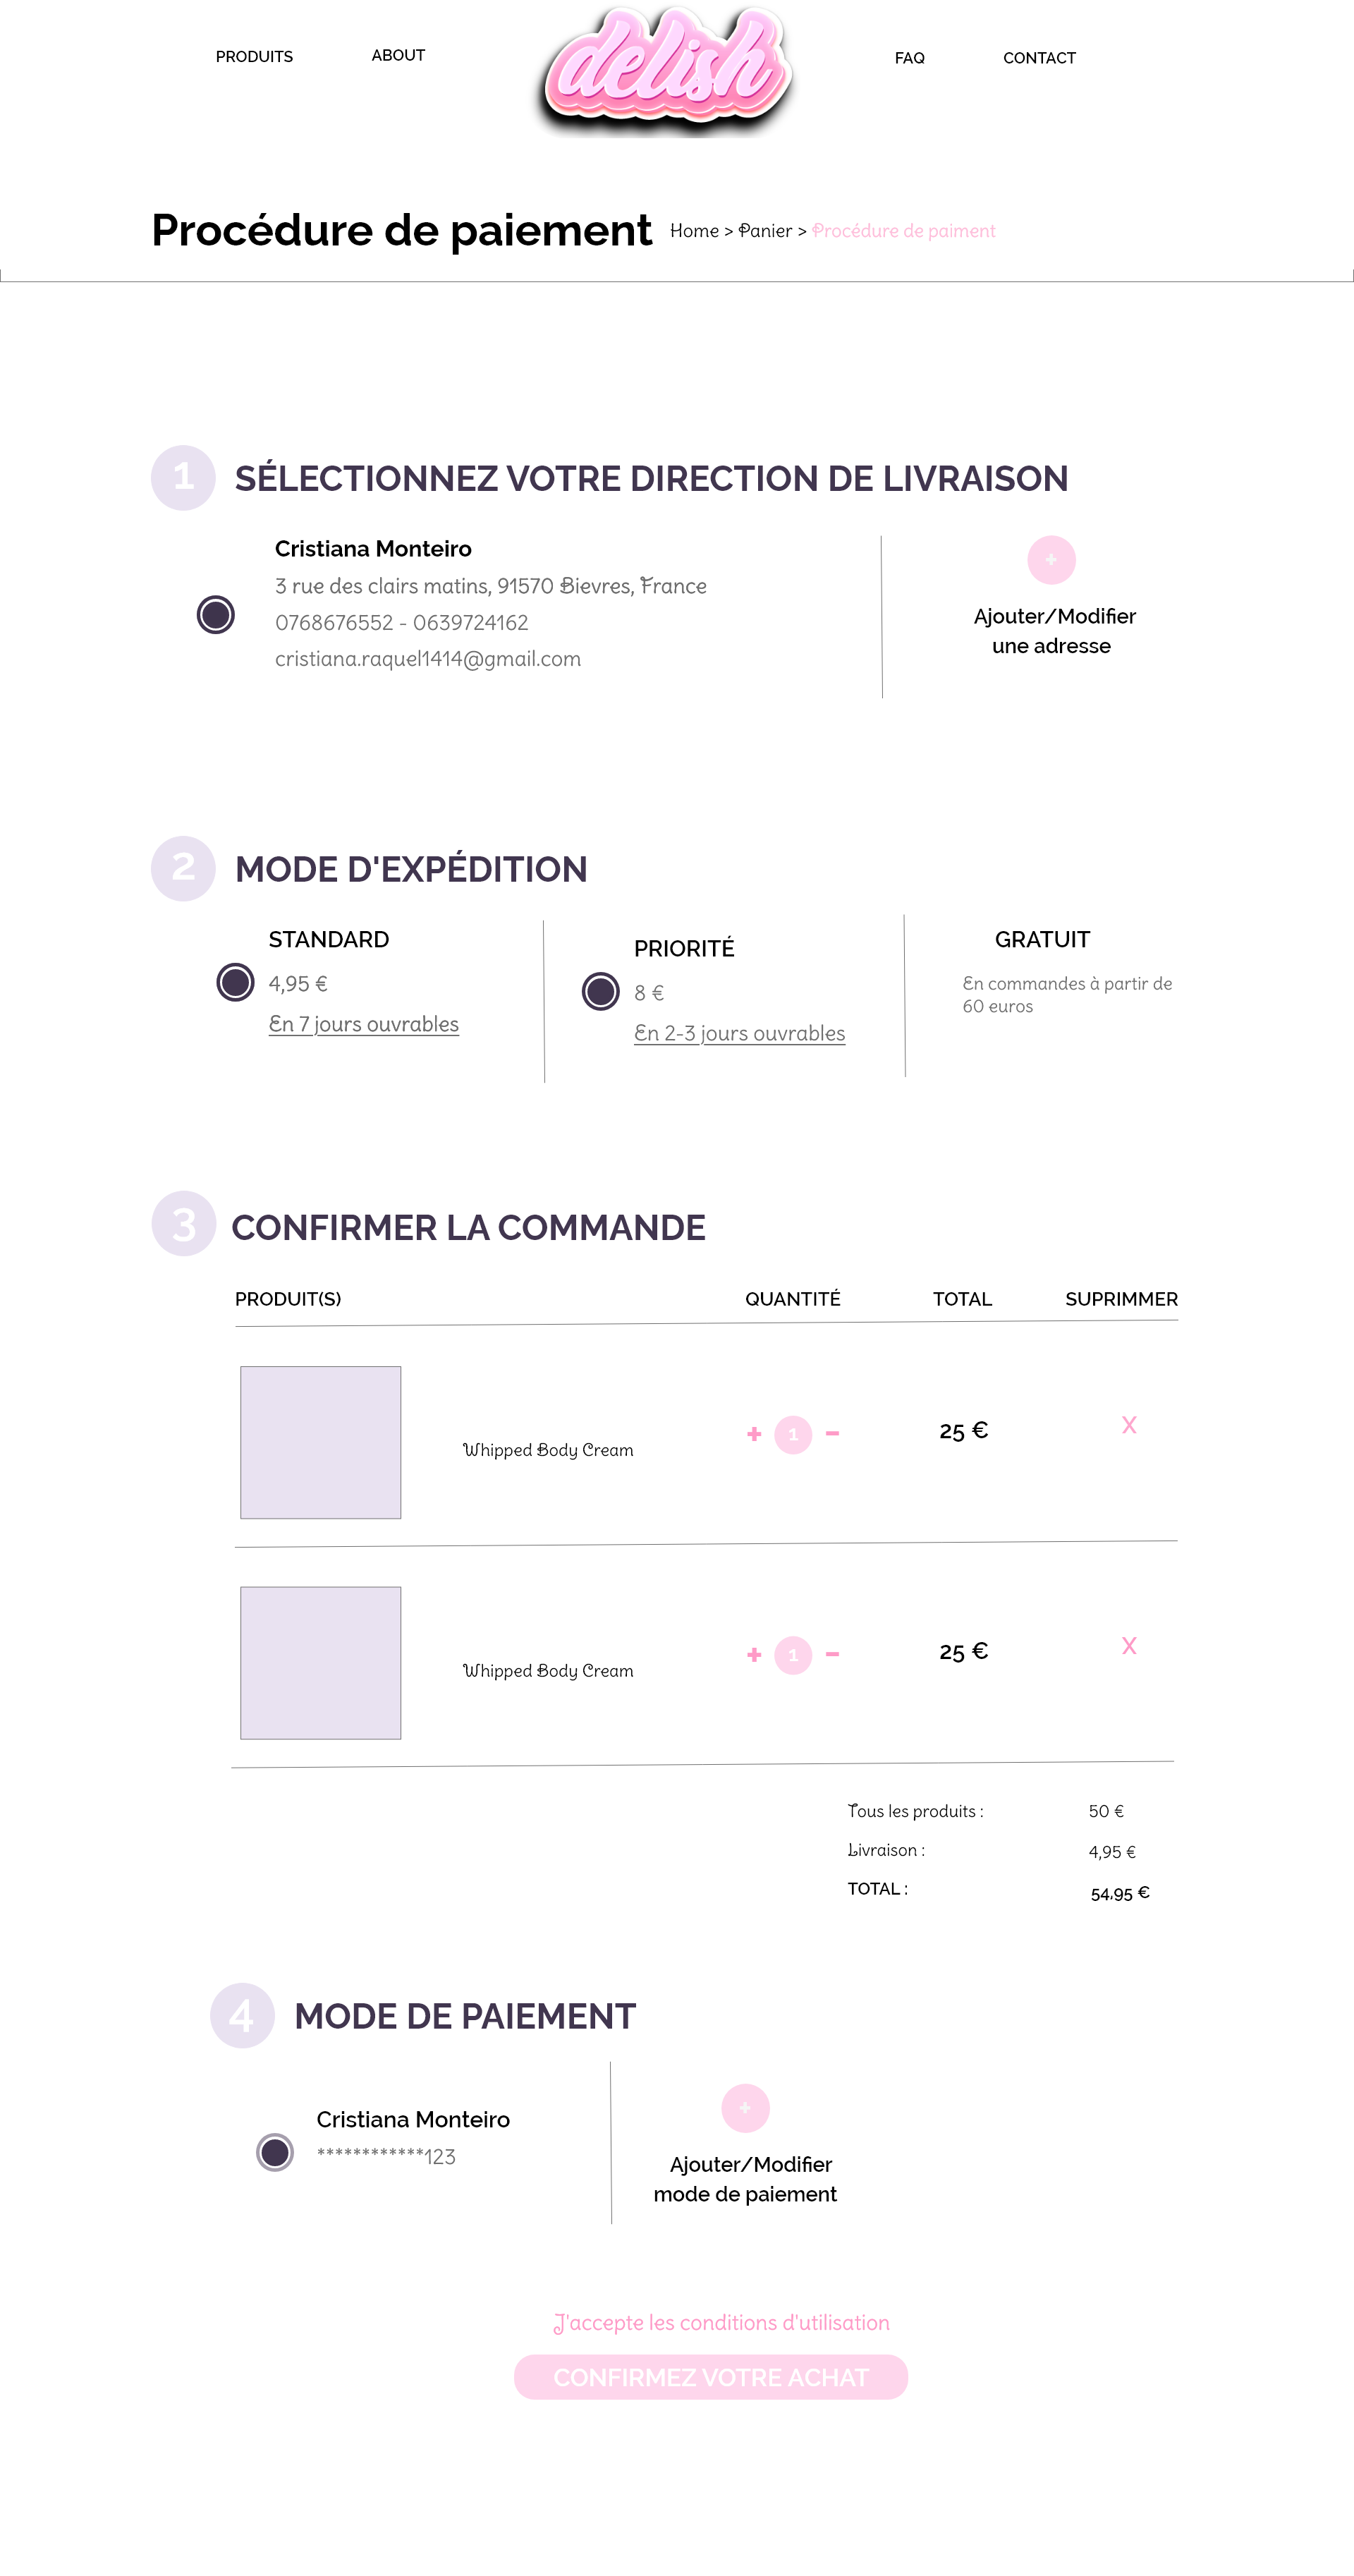 PRODUITS ABOUT delish FAQ CONTACT
Procédure de paiement Home > Panier > Procédure de paiment
1 SÉLECTIONNEZ VOTRE DIRECTION DE LIVRAISON
Cristiana Monteiro
3 rue des clairs matins, 91570 Bievres, France
0768676552 - 0639724162
cristiana.raquel1414@gmail.com
+
Ajouter/Modifier
une adresse
2 MODE D'EXPÉDITION
STANDARD
4,95 €
En 7 jours ouvrables
PRIORITÉ
8 €
En 2-3 jours ouvrables
GRATUIT
En commandes à partir de
60 euros
3 CONFIRMER LA COMMANDE
PRODUIT(S) QUANTITÉ TOTAL SUPRIMMER
Whipped Body Cream + 1 - 25 € X
Whipped Body Cream + 1 - 25 € X
Tous les produits : 50 €
Livraison : 4,95 €
TOTAL : 54,95 €
4 MODE DE PAIEMENT
Cristiana Monteiro
************123
+
Ajouter/Modifier
mode de paiement
J'accepte les conditions d'utilisation
CONFIRMEZ VOTRE ACHAT